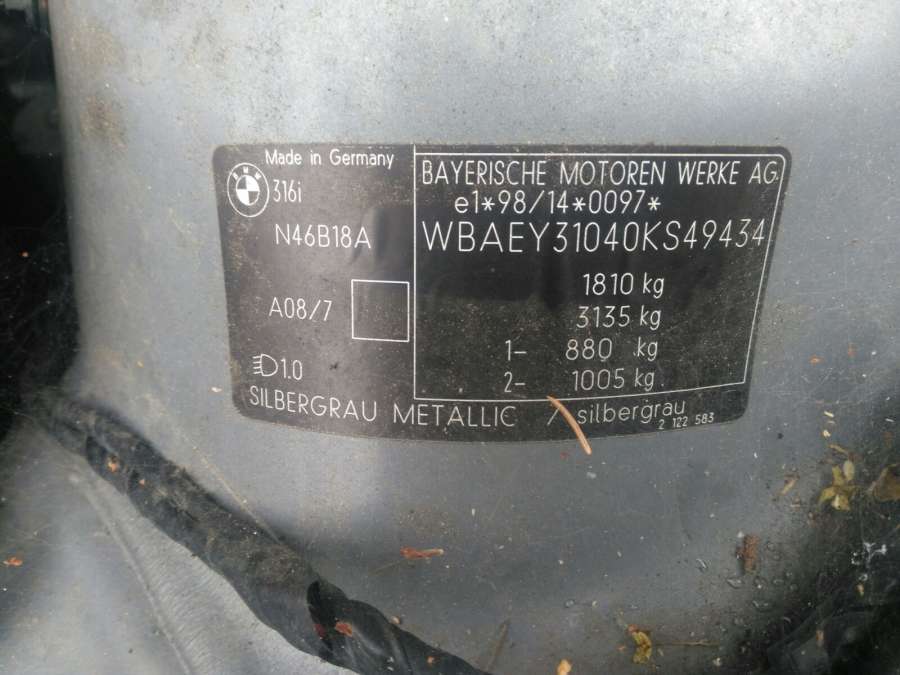 Made in Germany
BMW
316i
N46B18A
A08/7
1.0
BAYERISCHE MOTOREN WERKE AG
e1*98/14*0097*
WBAEY31040KS49434
1810 kg
3135 kg
1- 880 kg
2- 1005 kg
SILBERGRAU METALLIC / silbergrau
2 122 583